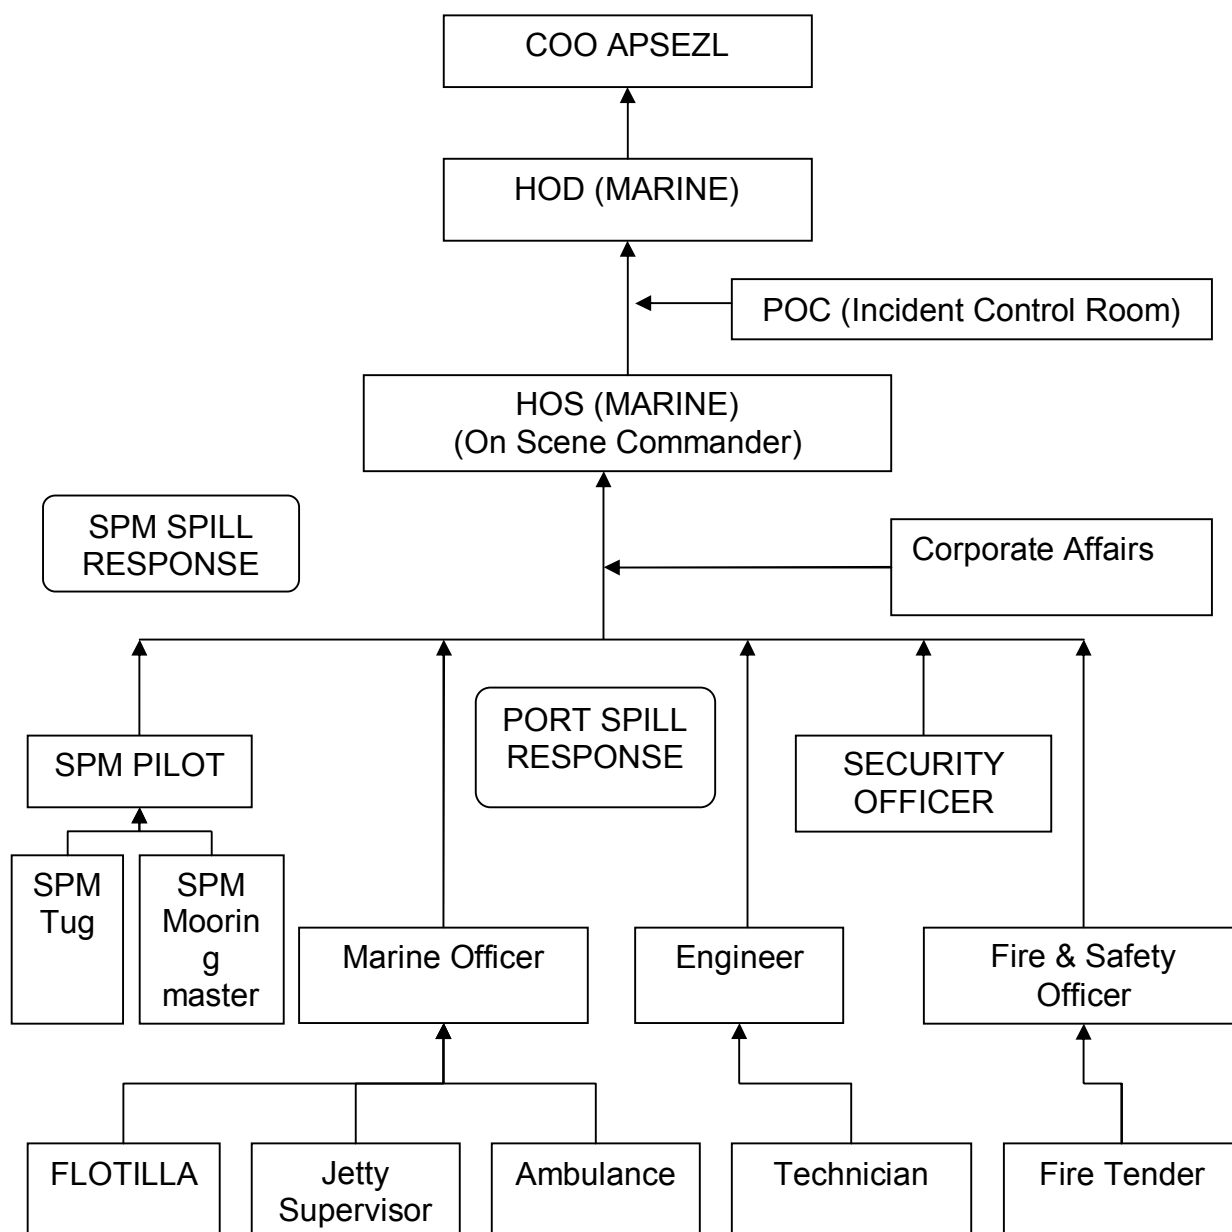 COO APSEZL
HOD (MARINE)
POC (Incident Control Room)
HOS (MARINE)
(On Scene Commander)
SPM SPILL
RESPONSE
Corporate Affairs
PORT SPILL
RESPONSE
SPM PILOT
SECURITY
OFFICER
SPM
Tug
SPM
Moorin
g
master
Marine Officer
Engineer
Fire & Safety
Officer
FLOTILLA
Jetty
Supervisor
Ambulance
Technician
Fire Tender